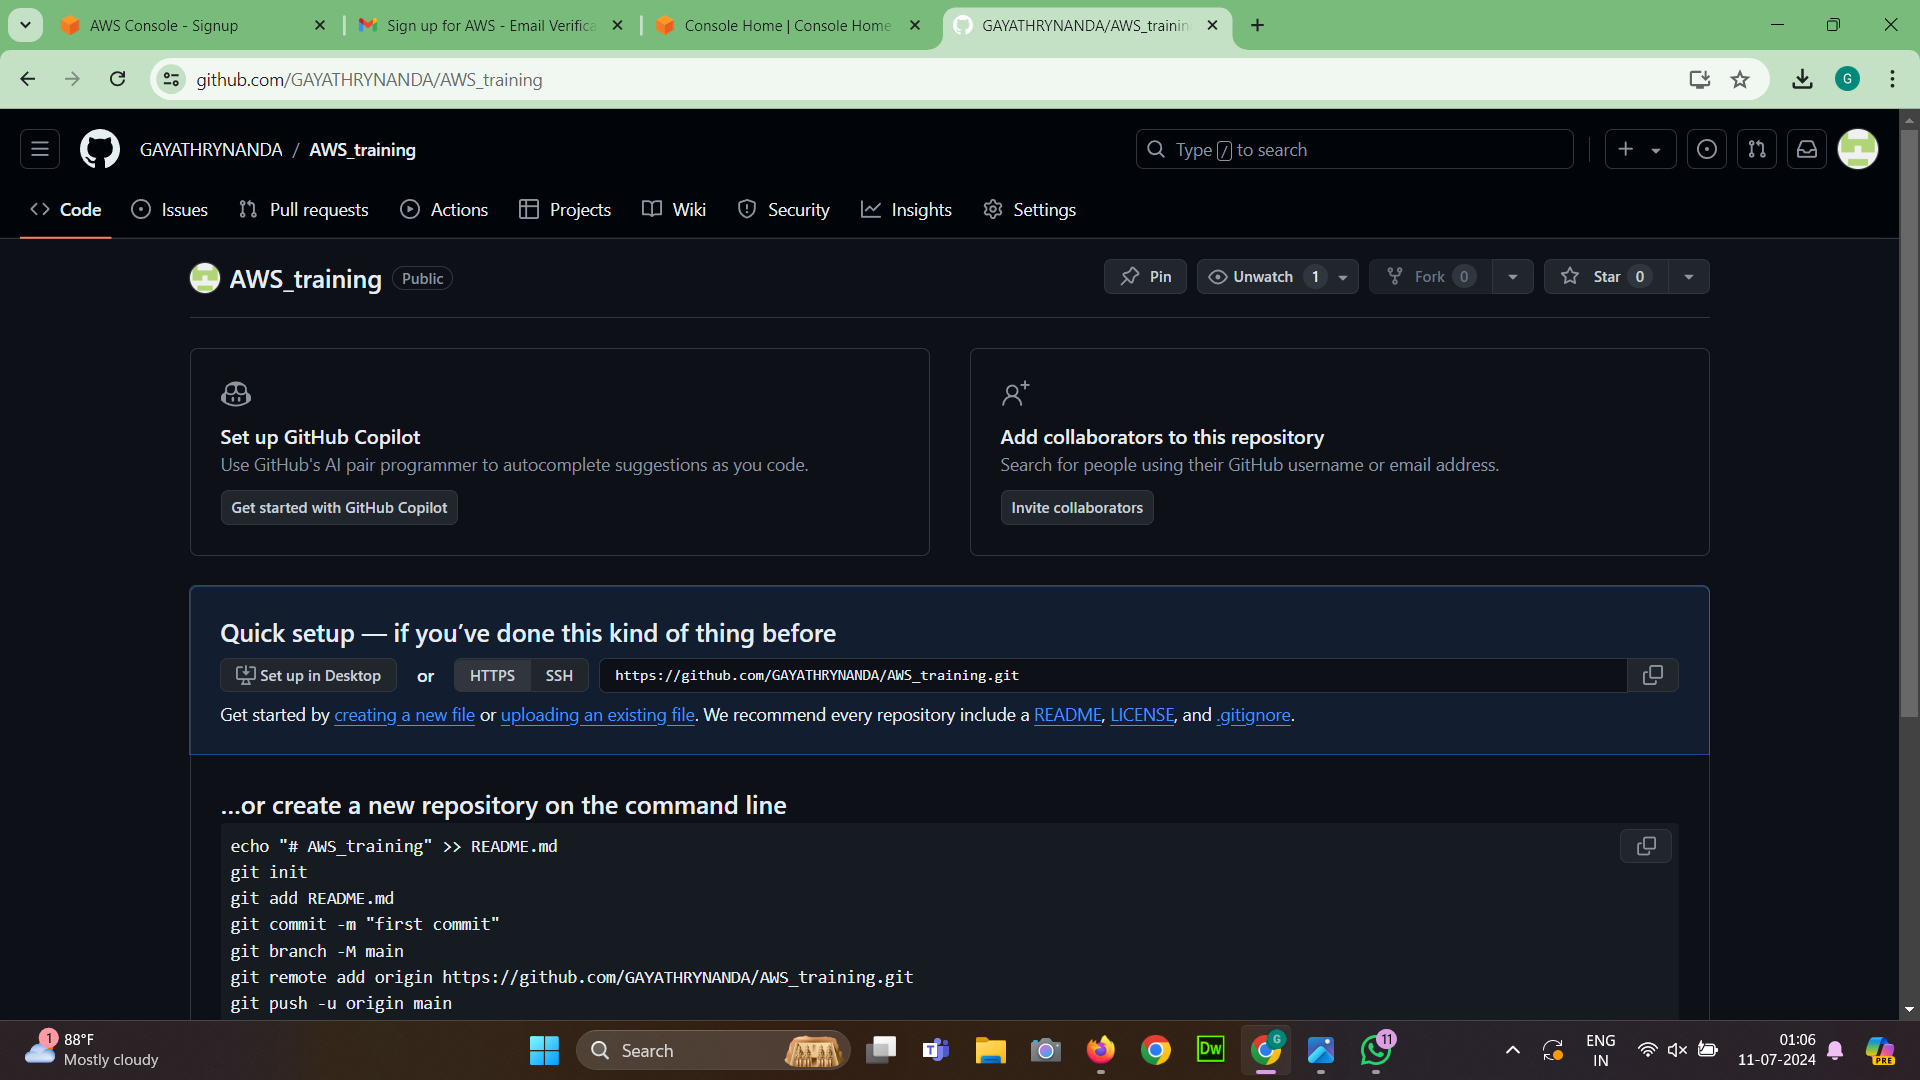 AWS Console - Signup
Sign up for AWS - Email Verifica
Console Home | Console Home
GAYATHRYNANDA/AWS_trainin
github.com/GAYATHRYNANDA/AWS_training
G
GAYATHRYNANDA / AWS_training
Type / to search
Code
Issues
Pull requests
Actions
Projects
Wiki
Security
Insights
Settings
AWS_training Public
Pin
Unwatch 1
Fork 0
Star 0
Set up GitHub Copilot
Use GitHub's AI pair programmer to autocomplete suggestions as you code.
Get started with GitHub Copilot
Add collaborators to this repository
Search for people using their GitHub username or email address.
Invite collaborators
Quick setup — if you’ve done this kind of thing before
Set up in Desktop or HTTPS SSH https://github.com/GAYATHRYNANDA/AWS_training.git
Get started by creating a new file or uploading an existing file. We recommend every repository include a README, LICENSE, and .gitignore.
…or create a new repository on the command line
echo "# AWS_training" >> README.md
git init
git add README.md
git commit -m "first commit"
git branch -M main
git remote add origin https://github.com/GAYATHRYNANDA/AWS_training.git
git push -u origin main
1
88°F
Mostly cloudy
Search
Dw
G
11
ENG
IN
01:06
11-07-2024
PRE